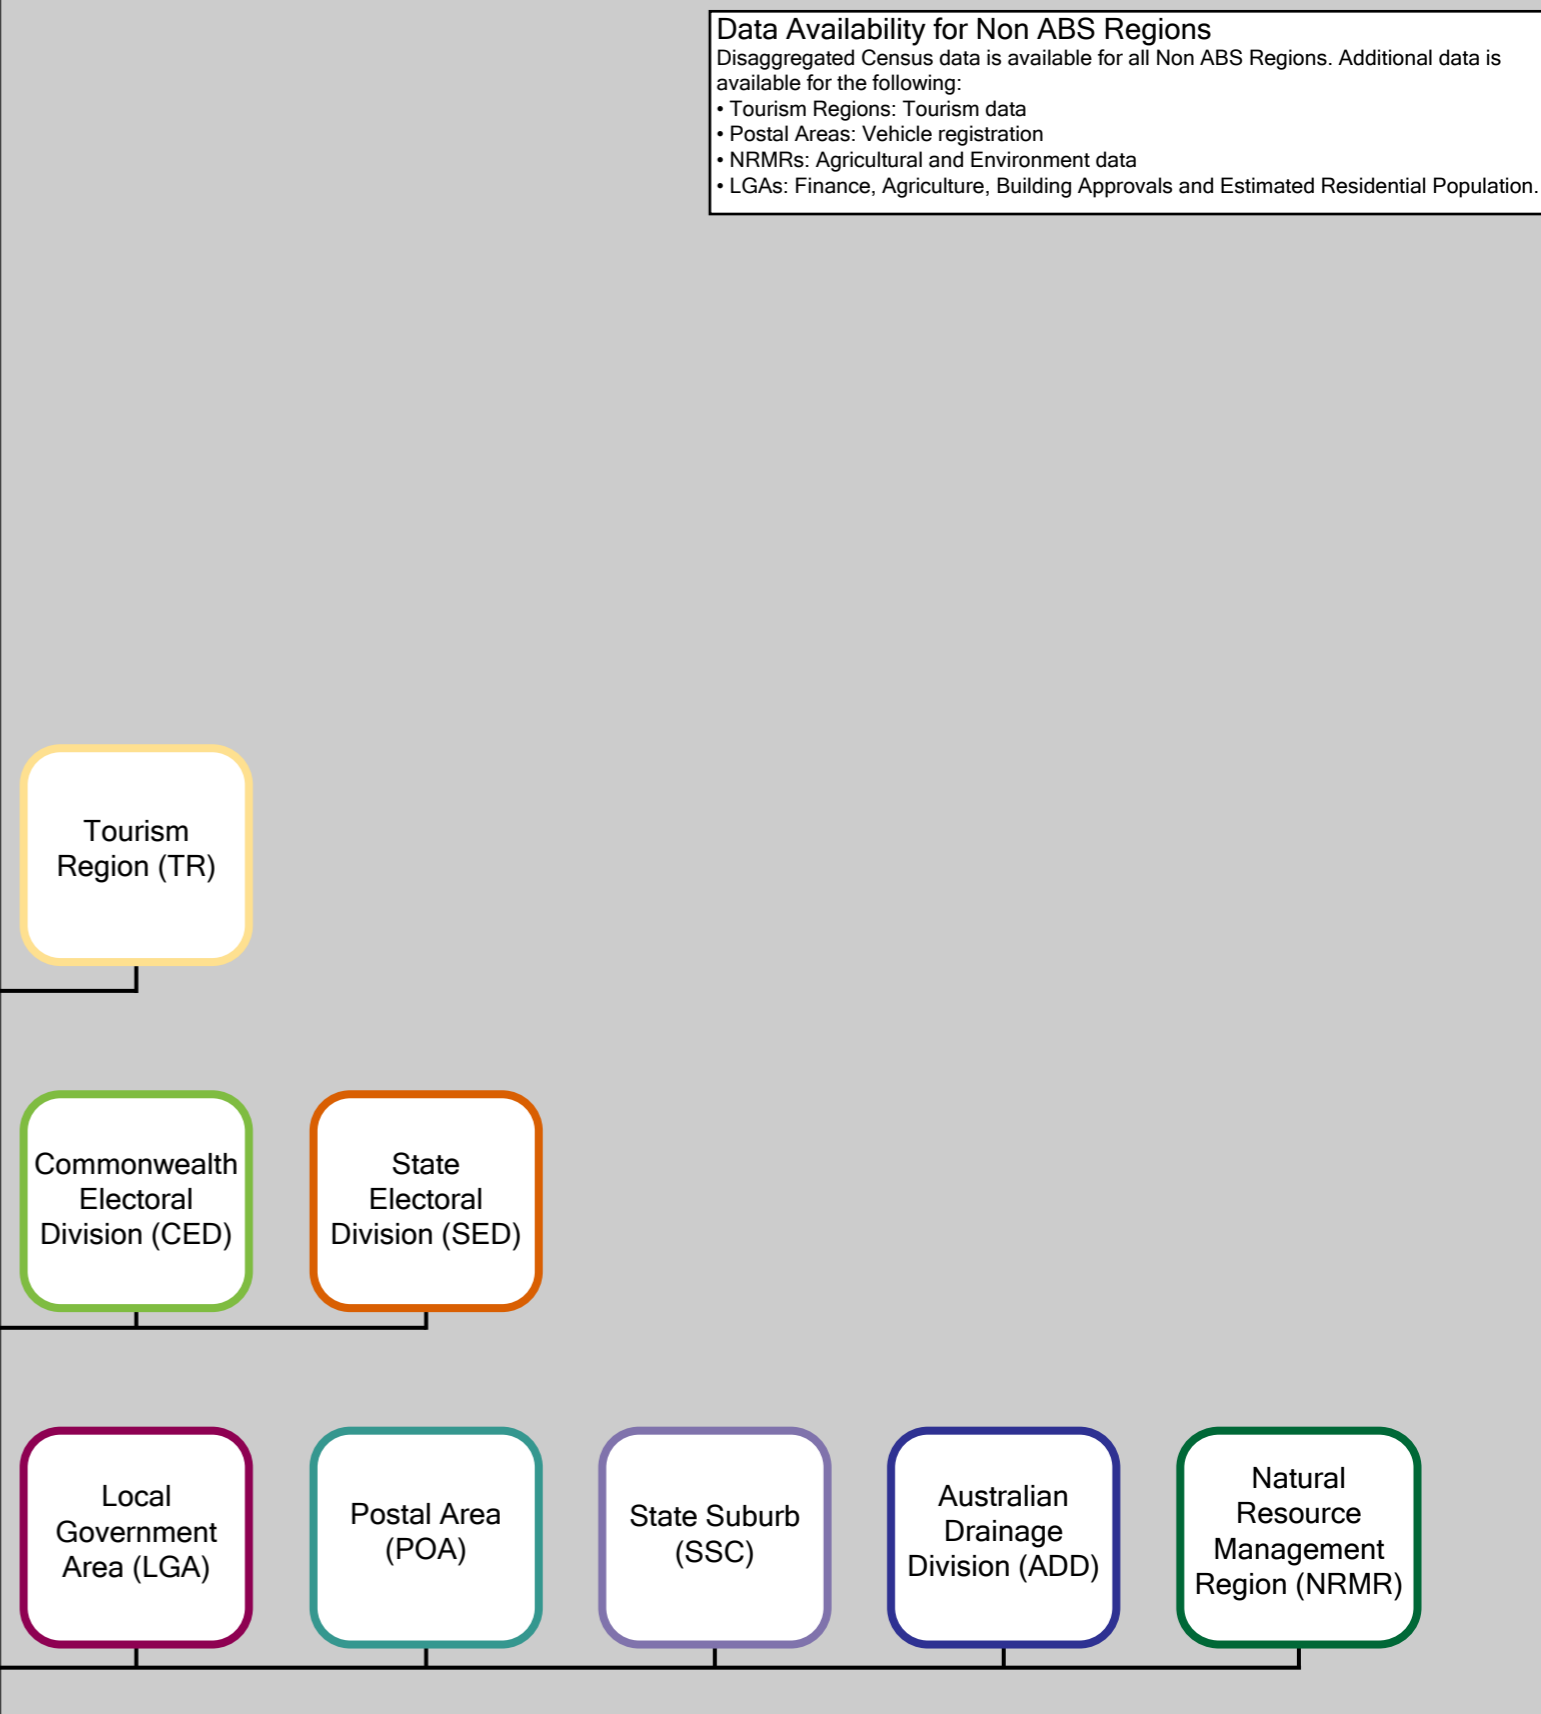 Data Availability for Non ABS Regions
Disaggregated Census data is available for all Non ABS Regions. Additional data is
available for the following:
• Tourism Regions: Tourism data
• Postal Areas: Vehicle registration
• NRMRs: Agricultural and Environment data
• LGAs: Finance, Agriculture, Building Approvals and Estimated Residential Population.
Tourism
Region (TR)
Commonwealth
Electoral
Division (CED)
State
Electoral
Division (SED)
Local
Government
Area (LGA)
Postal Area
(POA)
State Suburb
(SSC)
Australian
Drainage
Division (ADD)
Natural
Resource
Management
Region (NRMR)